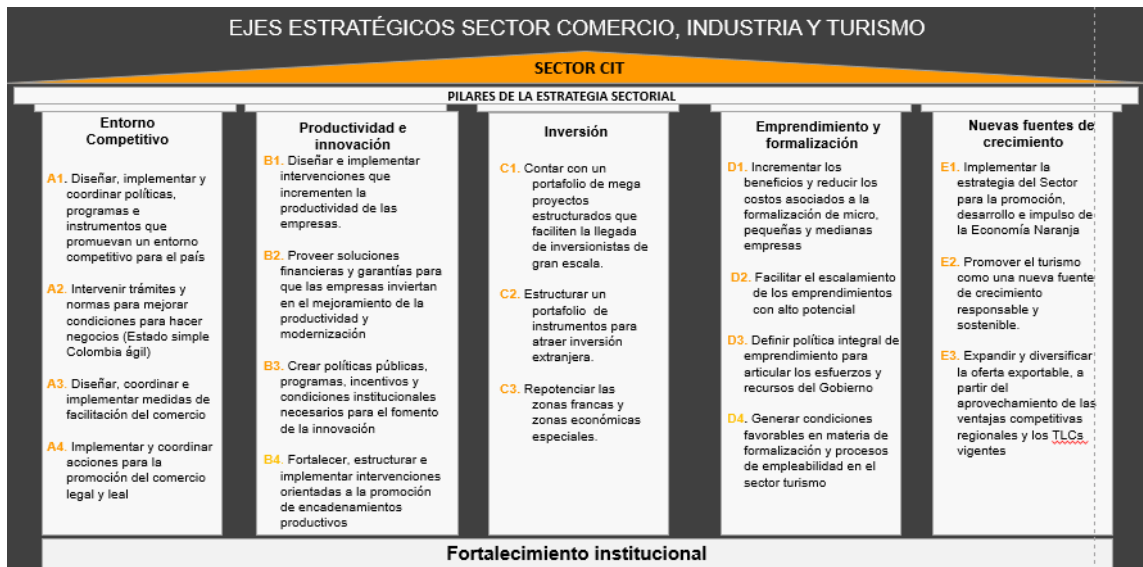 EJES ESTRATÉGICOS SECTOR COMERCIO, INDUSTRIA Y TURISMO
SECTOR CIT
PILARES DE LA ESTRATEGIA SECTORIAL
Entorno
Competitivo
A1. Diseñar, implementar y
coordinar políticas,
programas e
instrumentos que
promuevan un entorno
competitivo para el país
A2. Intervenir trámites y
normas para mejorar
condiciones para hacer
negocios (Estado simple
Colombia ágil)
A3. Diseñar, coordinar e
implementar medidas de
facilitación del comercio
A4. Implementar y coordinar
acciones para la
promoción del comercio
legal y leal
Productividad e
innovación
B1. Diseñar e implementar
intervenciones que
incrementen la
productividad de las
empresas.
B2. Proveer soluciones
financieras y garantías para
que las empresas inviertan
en el mejoramiento de la
productividad y
modernización
B3. Crear políticas públicas,
programas, incentivos y
condiciones institucionales
necesarios para el fomento
de la innovación
B4. Fortalecer, estructurar e
implementar intervenciones
orientadas a la promoción
de encadenamientos
productivos
Inversión
C1. Contar con un
portafolio de mega
proyectos
estructurados que
faciliten la llegada
de inversionistas de
gran escala.
C2. Estructurar un
portafolio de
instrumentos para
atraer inversión
extranjera.
C3. Repotenciar las
zonas francas y
zonas económicas
especiales.
Emprendimiento y
formalización
D1. Incrementar los
beneficios y reducir los
costos asociados a la
formalización de micro,
pequeñas y medianas
empresas
D2. Facilitar el escalamiento
de los emprendimientos
con alto potencial
D3. Definir política integral de
emprendimiento para
articular los esfuerzos y
recursos del Gobierno
D4. Generar condiciones
favorables en materia de
formalización y procesos
de empleabilidad en el
sector turismo
Nuevas fuentes de
crecimiento
E1. Implementar la
estrategia del Sector
para la promoción,
desarrollo e impulso de
la Economía Naranja
E2. Promover el turismo
como una nueva fuente
de crecimiento
responsable y
sostenible.
E3. Expandir y diversificar
la oferta exportable, a
partir del
aprovechamiento de las
ventajas competitivas
regionales y los TLCs
vigentes
Fortalecimiento institucional